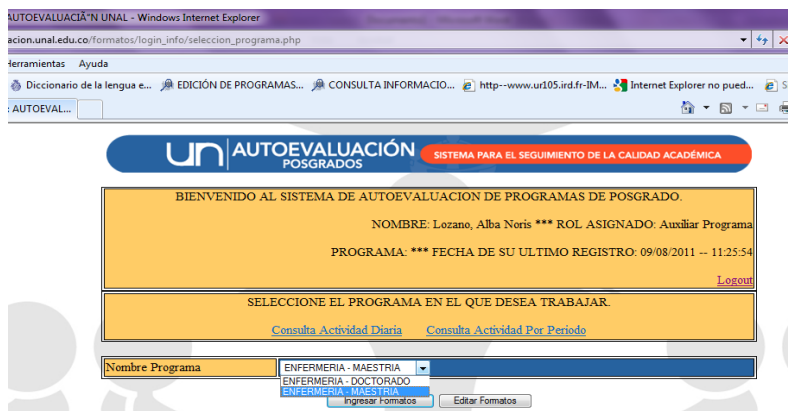 AUTOEVALUACIÃ"N UNAL - Windows Internet Explorer
acion.unal.edu.co/formatos/login_info/seleccion_programa.php
Herramientas Ayuda
Diccionario de la lengua e... EDICIÓN DE PROGRAMAS... CONSULTA INFORMACIO... http--www.ur105.ird.fr-IM... Internet Explorer no pued... S
AUTOEVAL...
un AUTOEVALUACIÓN
POSGRADOS
SISTEMA PARA EL SEGUIMIENTO DE LA CALIDAD ACADÉMICA
BIENVENIDO AL SISTEMA DE AUTOEVALUACION DE PROGRAMAS DE POSGRADO.
NOMBRE: Lozano, Alba Noris *** ROL ASIGNADO: Auxiliar Programa
PROGRAMA: *** FECHA DE SU ULTIMO REGISTRO: 09/08/2011 -- 11:25:54
Logout
SELECCIONE EL PROGRAMA EN EL QUE DESEA TRABAJAR.
Consulta Actividad Diaria Consulta Actividad Por Periodo
Nombre Programa ENFERMERIA - MAESTRIA
ENFERMERIA - DOCTORADO
ENFERMERIA - MAESTRIA
Ingresar Formatos Editar Formatos